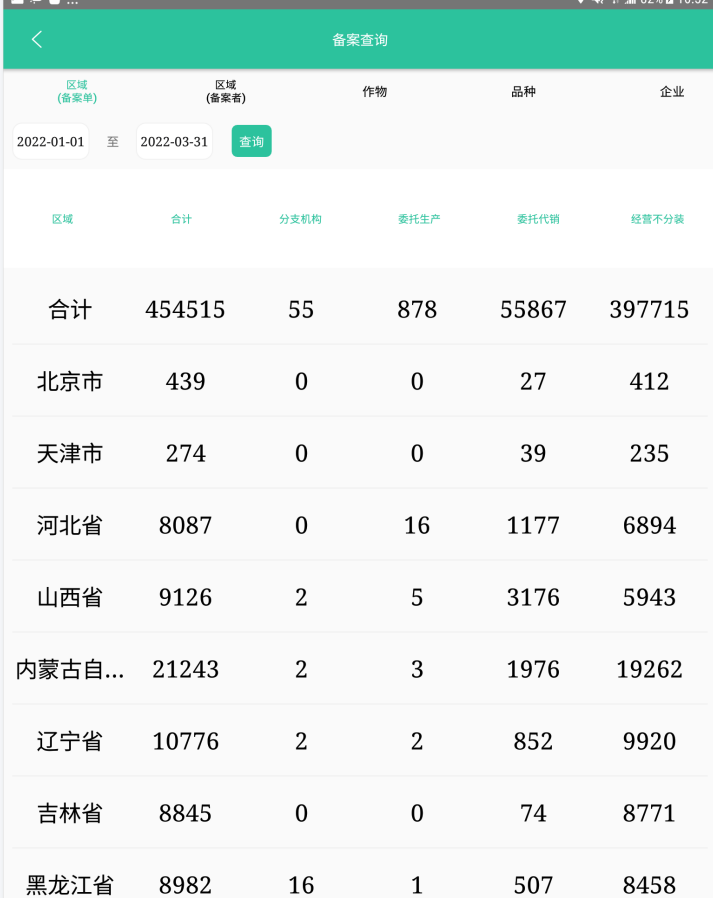 备案查询
区域 区域 作物 品种 企业
(备案单) (备案者)
2022-01-01 至 2022-03-31 查询
区域 合计 分支机构 委托生产 委托代销 经营不分装
合计 454515 55 878 55867 397715
北京市 439 0 0 27 412
天津市 274 0 0 39 235
河北省 8087 0 16 1177 6894
山西省 9126 2 5 3176 5943
内蒙古自... 21243 2 3 1976 19262
辽宁省 10776 2 2 852 9920
吉林省 8845 0 0 74 8771
黑龙江省 8982 16 1 507 8458